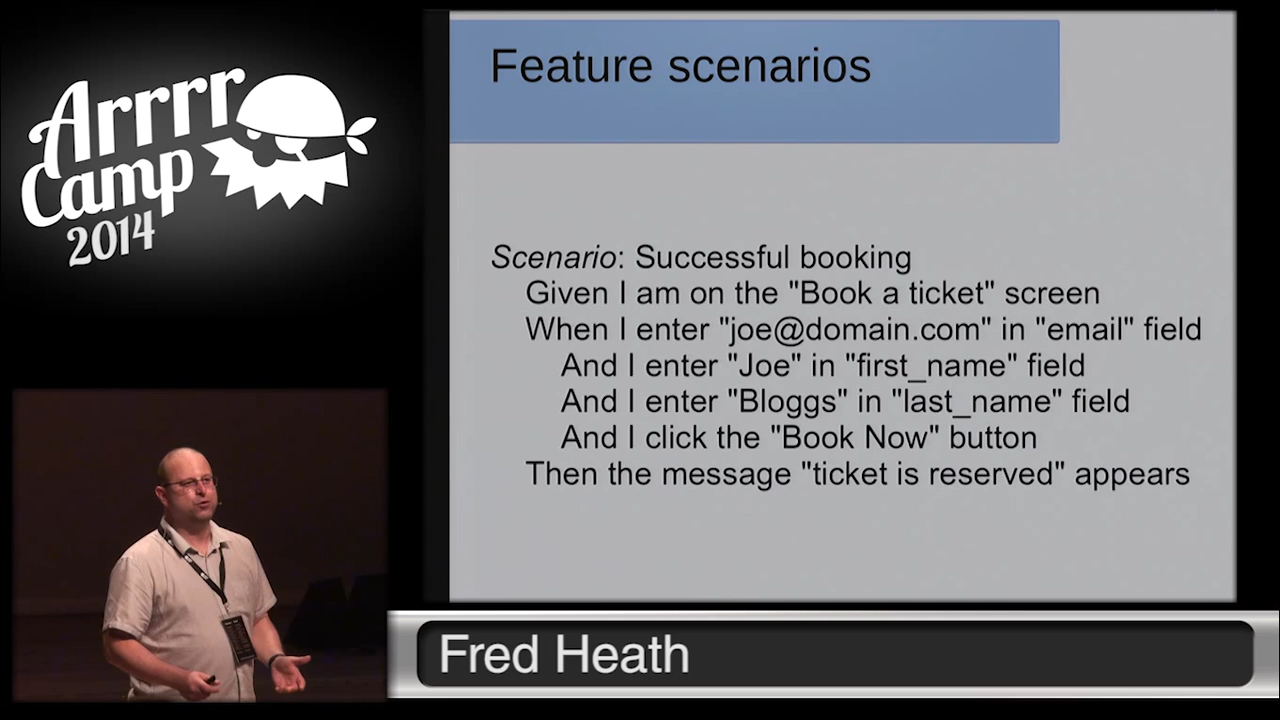 Arrrr
Camp
2014
Feature scenarios
Scenario: Successful booking
Given I am on the "Book a ticket" screen
When I enter "joe@domain.com" in "email" field
And I enter "Joe" in "first_name" field
And I enter "Bloggs" in "last_name" field
And I click the "Book Now" button
Then the message "ticket is reserved" appears
Fred Heath